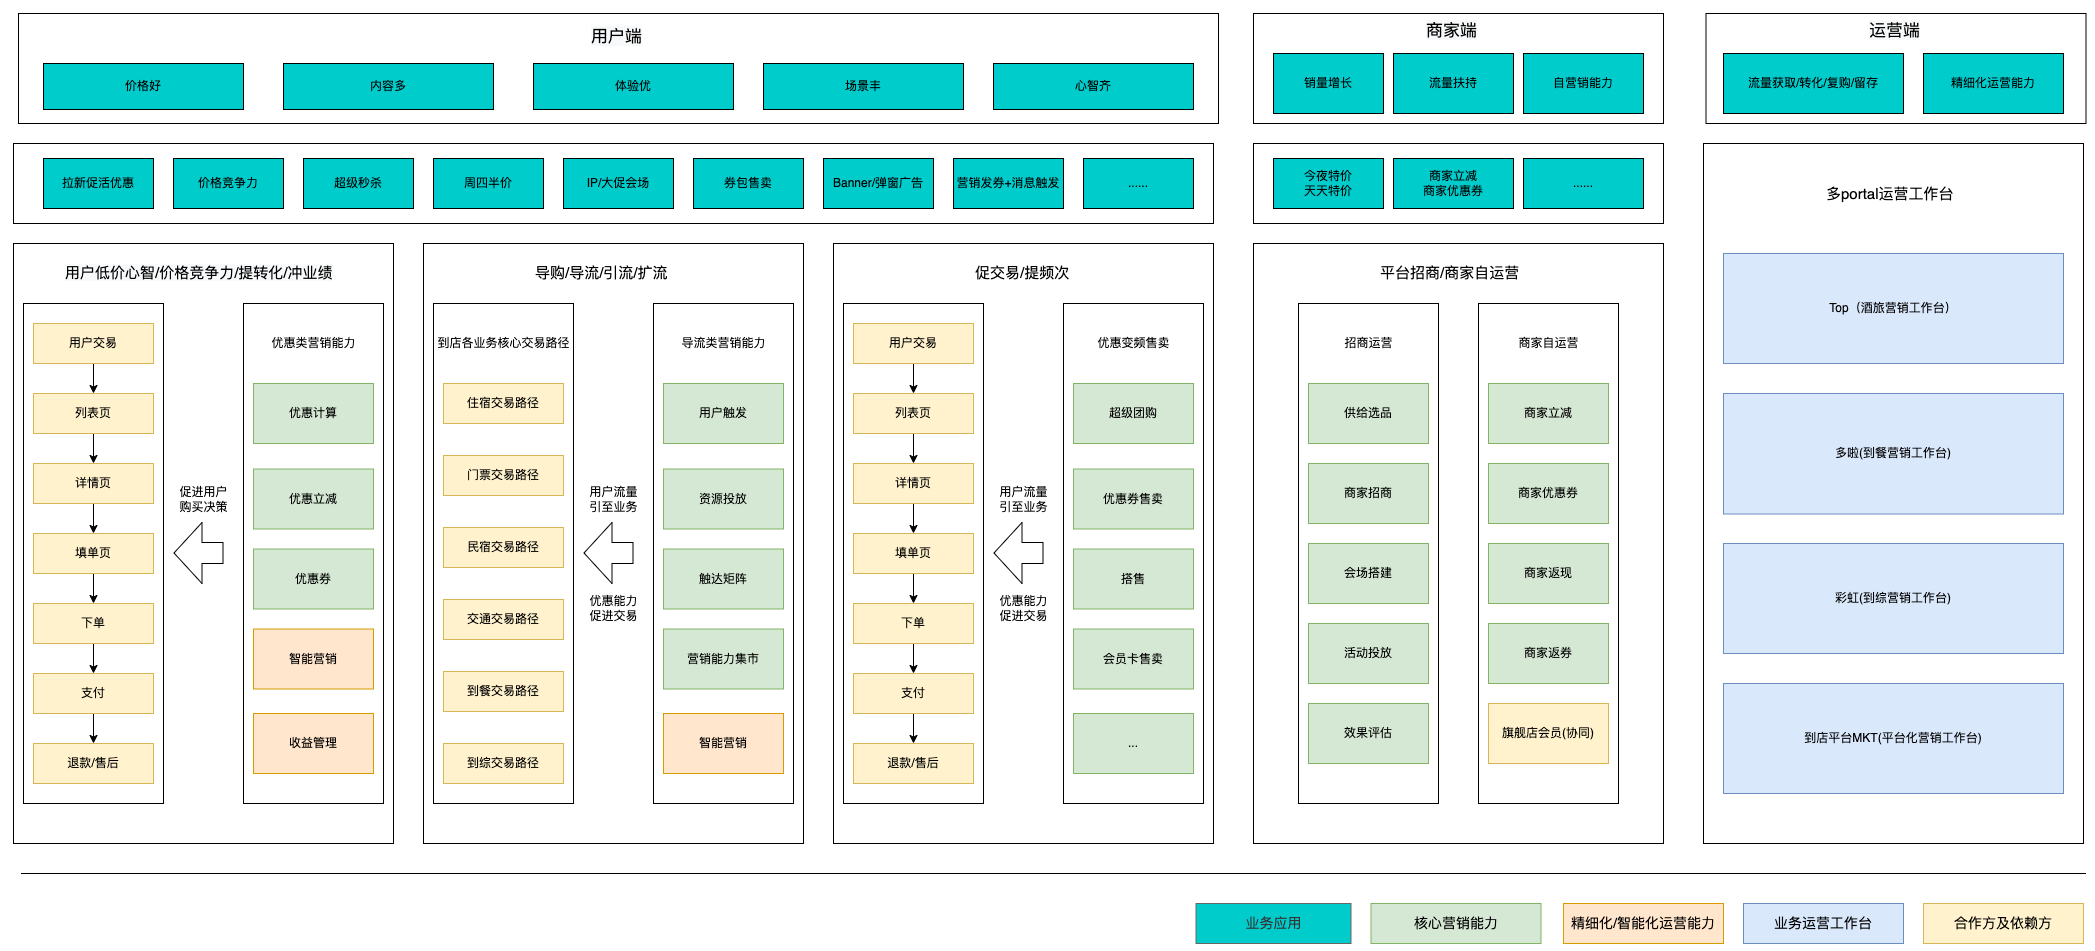 用户端
价格好
内容多
体验优
场景丰
心智齐
商家端
销量增长
流量扶持
自营销能力
运营端
流量获取/转化/复购/留存
精细化运营能力
拉新促活优惠
价格竞争力
超级秒杀
周四半价
IP/大促会场
券包售卖
Banner/弹窗广告
营销发券+消息触发
......
今夜特价
天天特价
商家立减
商家优惠券
......
多portal运营工作台
Top（酒旅营销工作台）
多啦(到餐营销工作台)
彩虹(到综营销工作台)
到店平台MKT(平台化营销工作台)
用户低价心智/价格竞争力/提转化/冲业绩
用户交易
列表页
详情页
填单页
下单
支付
退款/售后
促进用户
购买决策
优惠类营销能力
优惠计算
优惠立减
优惠券
智能营销
收益管理
导购/导流/引流/扩流
到店各业务核心交易路径
住宿交易路径
门票交易路径
民宿交易路径
交通交易路径
到餐交易路径
到综交易路径
用户流量
引至业务
优惠能力
促进交易
导流类营销能力
用户触发
资源投放
触达矩阵
营销能力集市
智能营销
促交易/提频次
用户交易
列表页
详情页
填单页
下单
支付
退款/售后
用户流量
引至业务
优惠能力
促进交易
优惠变频售卖
超级团购
优惠券售卖
搭售
会员卡售卖
...
平台招商/商家自运营
招商运营
供给选品
商家招商
会场搭建
活动投放
效果评估
商家自运营
商家立减
商家优惠券
商家返现
商家返券
旗舰店会员(协同)
业务应用
核心营销能力
精细化/智能化运营能力
业务运营工作台
合作方及依赖方